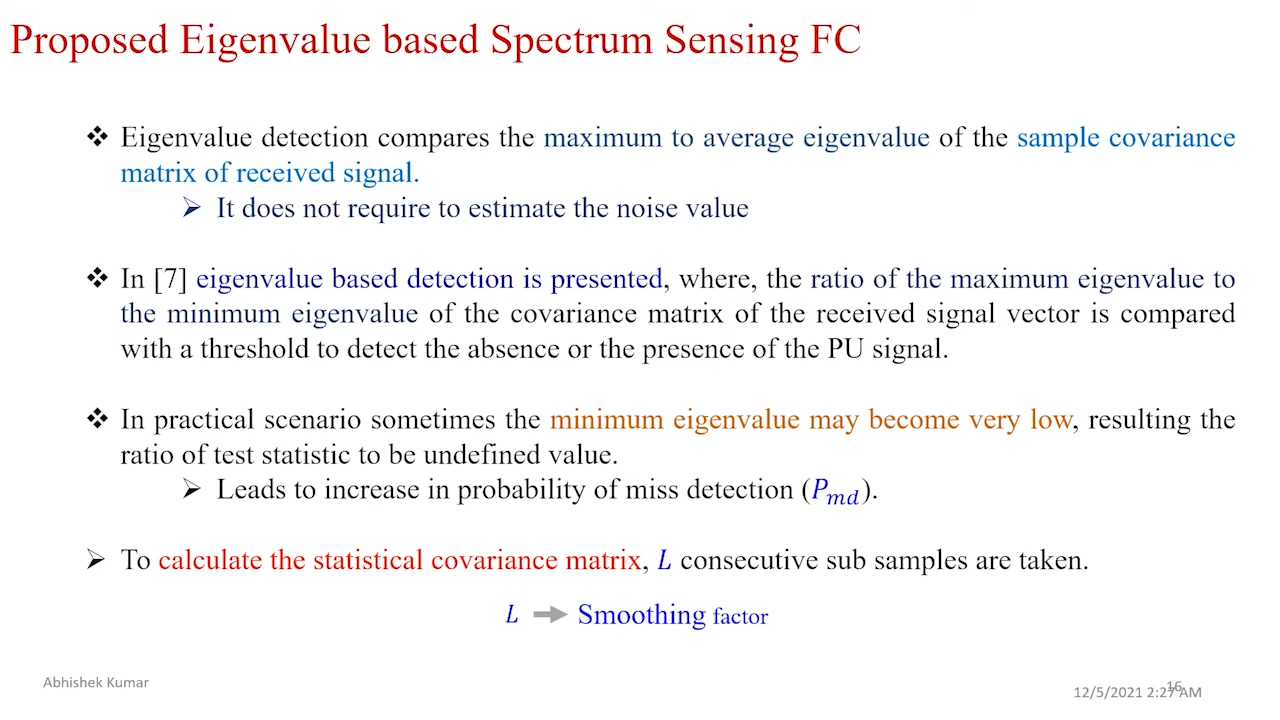 Proposed Eigenvalue based Spectrum Sensing FC
❖ Eigenvalue detection compares the maximum to average eigenvalue of the sample covariance
matrix of received signal.
➢ It does not require to estimate the noise value
❖ In [7] eigenvalue based detection is presented, where, the ratio of the maximum eigenvalue to
the minimum eigenvalue of the covariance matrix of the received signal vector is compared
with a threshold to detect the absence or the presence of the PU signal.
❖ In practical scenario sometimes the minimum eigenvalue may become very low, resulting the
ratio of test statistic to be undefined value.
➢ Leads to increase in probability of miss detection (P_md).
➢ To calculate the statistical covariance matrix, L consecutive sub samples are taken.
L → Smoothing factor
Abhishek Kumar
16
12/5/2021 2:27 AM